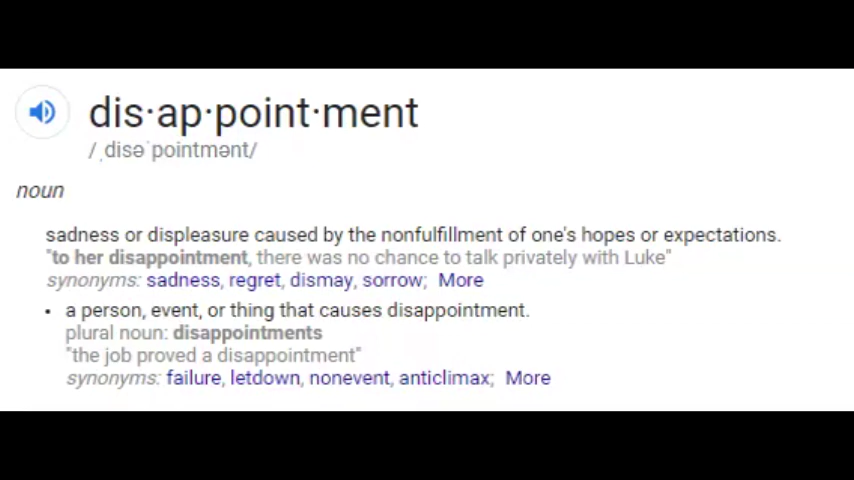 dis·ap·point·ment
/ˌdisəˈpointmənt/
noun
sadness or displeasure caused by the nonfulfillment of one's hopes or expectations.
"to her disappointment, there was no chance to talk privately with Luke"
synonyms: sadness, regret, dismay, sorrow; More
• a person, event, or thing that causes disappointment.
plural noun: disappointments
"the job proved a disappointment"
synonyms: failure, letdown, nonevent, anticlimax; More